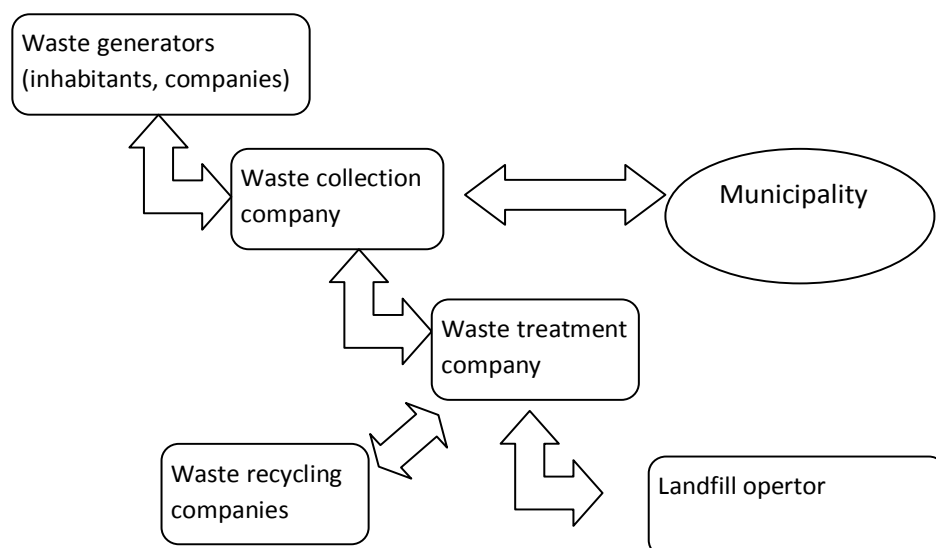 Waste generators
(inhabitants, companies)
Waste collection
company
Municipality
Waste treatment
company
Waste recycling
companies
Landfill opertor